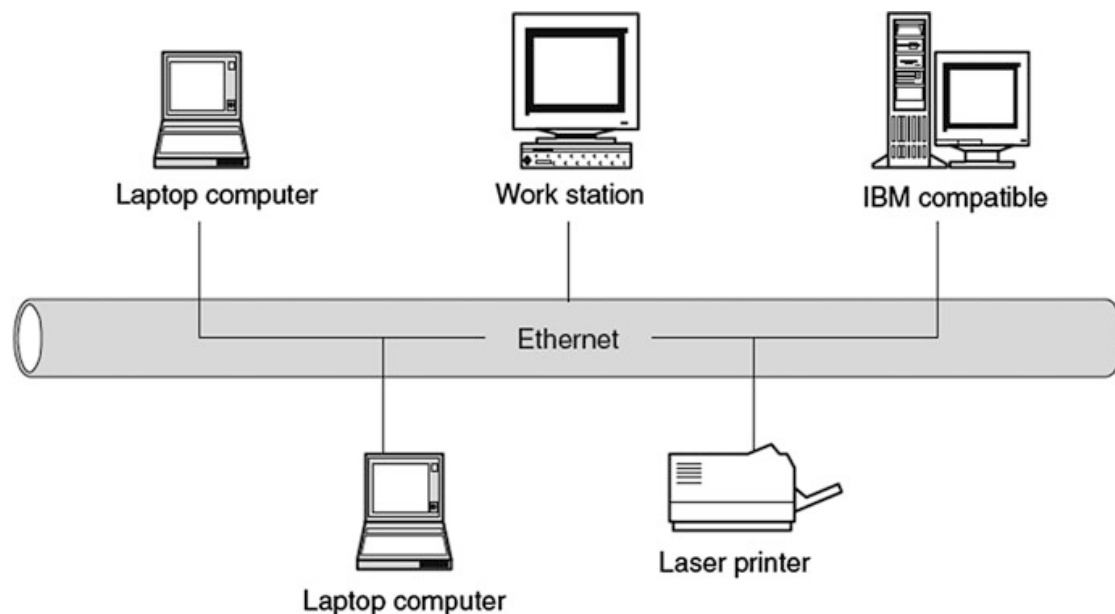 Laptop computer
Work station
IBM compatible
Ethernet
Laser printer
Laptop computer